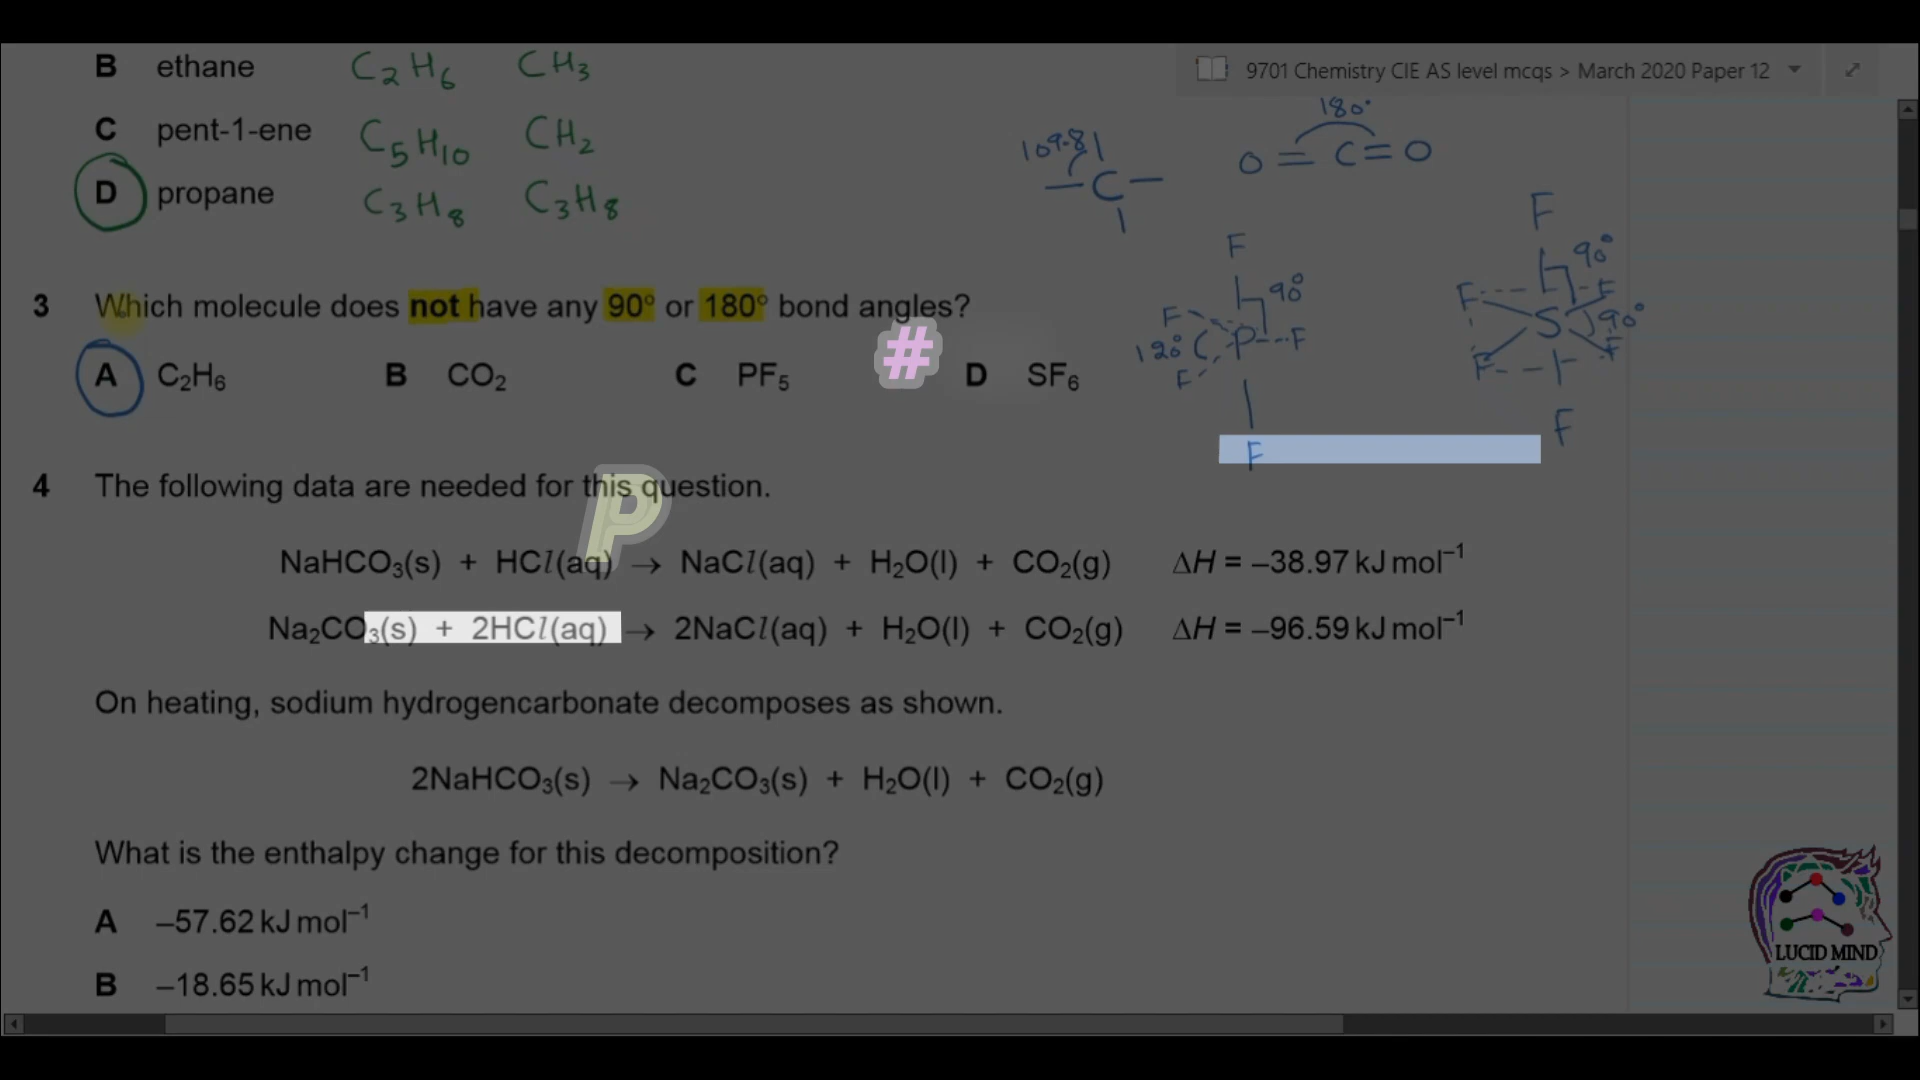 B ethane C₂H₆ CH₃
9701 Chemistry CIE AS level mcqs > March 2020 Paper 12
C pent-1-ene C₅H₁₀ CH₂
D propane C₃H₈ C₃H₈
109.8
C
180°
O = C = O
F
90°
F
120°
P
F
F
F
F
90°
F
F
S
90°
F
F
F
3 Which molecule does not have any 90° or 180° bond angles?
#
A C₂H₆ B CO₂ C PF₅ D SF₆
4 The following data are needed for this question.
P
NaHCO₃(s) + HCl(aq) → NaCl(aq) + H₂O(l) + CO₂(g) ΔH = –38.97 kJ mol⁻¹
Na₂CO₃(s) + 2HCl(aq) → 2NaCl(aq) + H₂O(l) + CO₂(g) ΔH = –96.59 kJ mol⁻¹
On heating, sodium hydrogencarbonate decomposes as shown.
2NaHCO₃(s) → Na₂CO₃(s) + H₂O(l) + CO₂(g)
What is the enthalpy change for this decomposition?
A –57.62 kJ mol⁻¹
B –18.65 kJ mol⁻¹
LUCID MIND